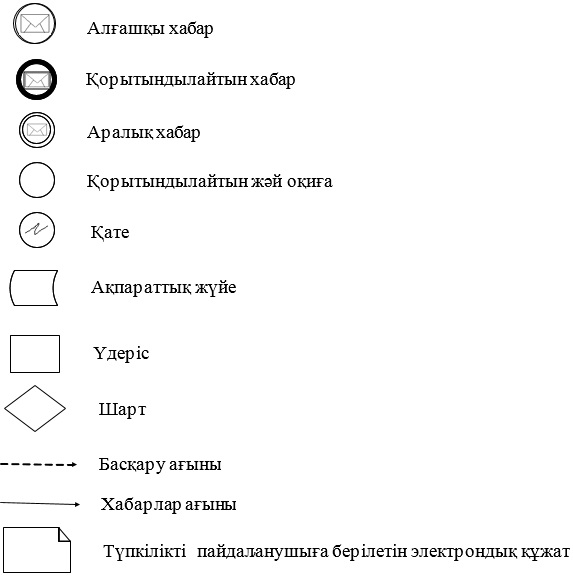 Алғашқы хабар
Қорытындылайтын хабар
Аралық хабар
Қорытындылайтын жәй оқиға
Қате
Ақпараттық жүйе
Үдеріс
Шарт
Басқару ағыны
Хабарлар ағыны
Түпкілікті пайдаланушыға берілетін электрондық құжат